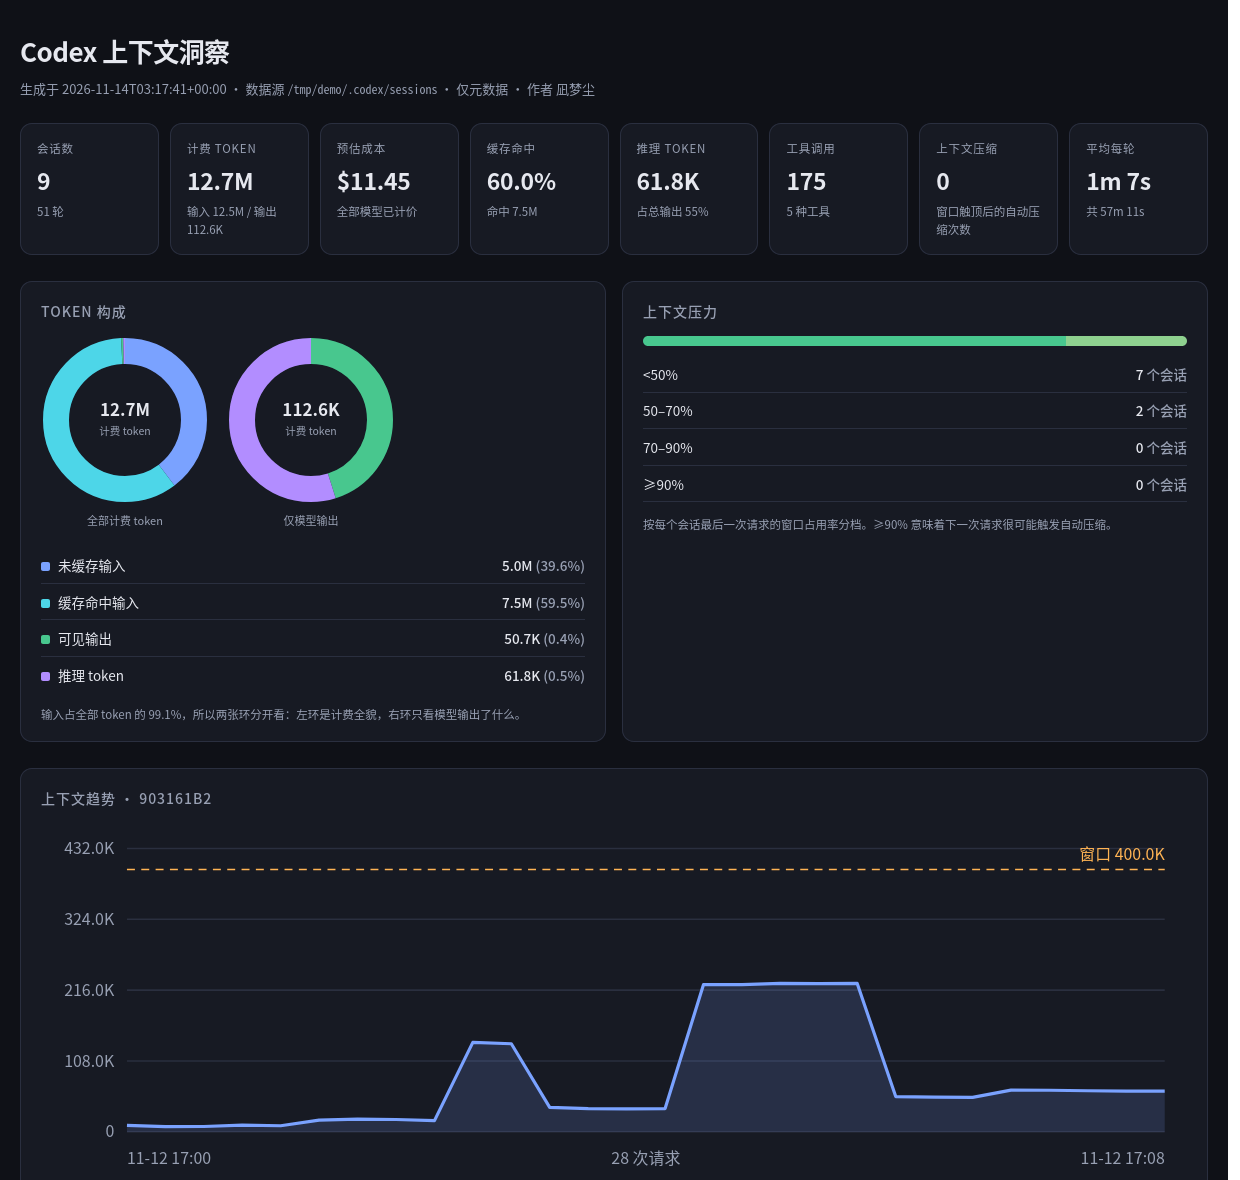 Codex 上下文洞察
生成于 2026-11-14T03:17:41+00:00 · 数据源 /tmp/demo/.codex/sessions · 仅元数据 · 作者 凪梦尘
会话数
9
51 轮
计费 TOKEN
12.7M
输入 12.5M / 输出
112.6K
预估成本
$11.45
全部模型已计价
缓存命中
60.0%
命中 7.5M
推理 TOKEN
61.8K
占总输出 55%
工具调用
175
5 种工具
上下文压缩
0
窗口触顶后的自动压
缩次数
平均每轮
1m 7s
共 57m 11s
TOKEN 构成
12.7M
计费 token
全部计费 token
112.6K
计费 token
仅模型输出
未缓存输入 5.0M (39.6%)
缓存命中输入 7.5M (59.5%)
可见输出 50.7K (0.4%)
推理 token 61.8K (0.5%)
输入占全部 token 的 99.1%，所以两张环分开看：左环是计费全貌，右环只看模型输出了什么。
上下文压力
<50% 7 个会话
50–70% 2 个会话
70–90% 0 个会话
≥90% 0 个会话
按每个会话最后一次请求的窗口占用率分档。≥90% 意味着下一次请求很可能触发自动压缩。
上下文趋势 · 903161B2
432.0K
窗口 400.0K
324.0K
216.0K
108.0K
0
11-12 17:00 28 次请求 11-12 17:08